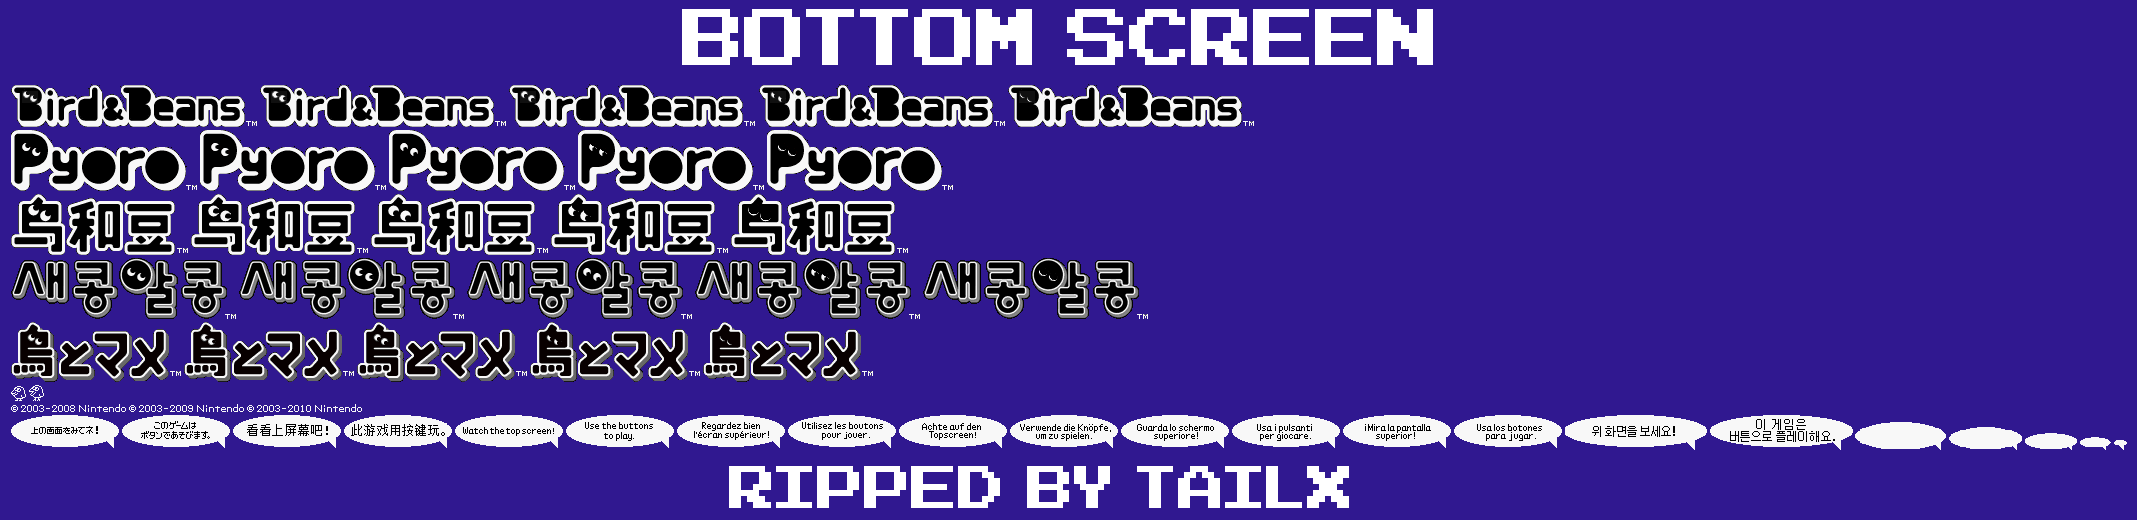 BOTTOM SCREEN
Bird&Beans™ Bird&Beans™ Bird&Beans™ Bird&Beans™ Bird&Beans™
Pyoro™ Pyoro™ Pyoro™ Pyoro™ Pyoro™
鸟和豆™ 鸟和豆™ 鸟和豆™ 鸟和豆™ 鸟和豆™
새콩알콩™ 새콩알콩™ 새콩알콩™ 새콩알콩™ 새콩알콩™
鳥とマメ™ 鳥とマメ™ 鳥とマメ™ 鳥とマメ™ 鳥とマメ™
© 2003-2008 Nintendo © 2003-2009 Nintendo © 2003-2010 Nintendo
上の画面をみてネ!
このゲームは
ボタンであそびます。
看看上屏幕吧!
此游戏用按键玩。
Watch the top screen!
Use the buttons
to play.
Regardez bien
l'écran supérieur!
Utilisez les boutons
pour jouer.
Achte auf den
Topscreen!
Verwende die Knöpfe,
um zu spielen.
Guarda lo schermo
superiore!
Usa i pulsanti
per giocare.
¡Mira la pantalla
superior!
Usa los botones
para jugar.
위 화면을 보세요!
이 게임은
버튼으로 플레이해요.
RIPPED BY TAILX